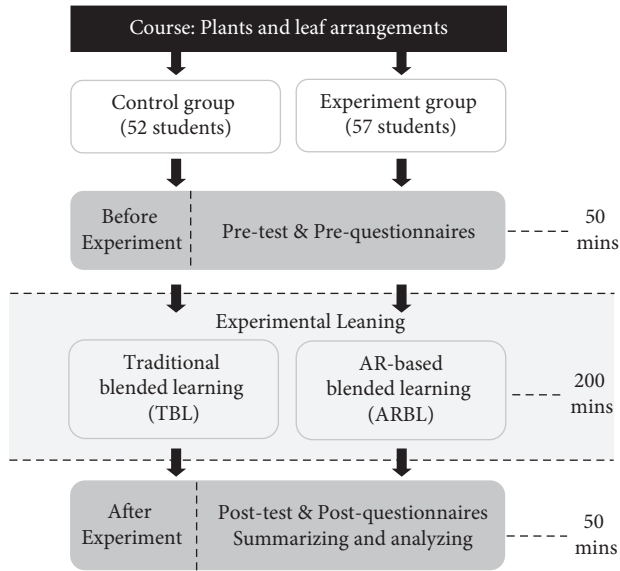 Course: Plants and leaf arrangements
Control group
(52 students)
Experiment group
(57 students)
Before
Experiment
Pre-test & Pre-questionnaires
50
mins
Experimental Leaning
Traditional
blended learning
(TBL)
AR-based
blended learning
(ARBL)
200
mins
After
Experiment
Post-test & Post-questionnaires
Summarizing and analyzing
50
mins